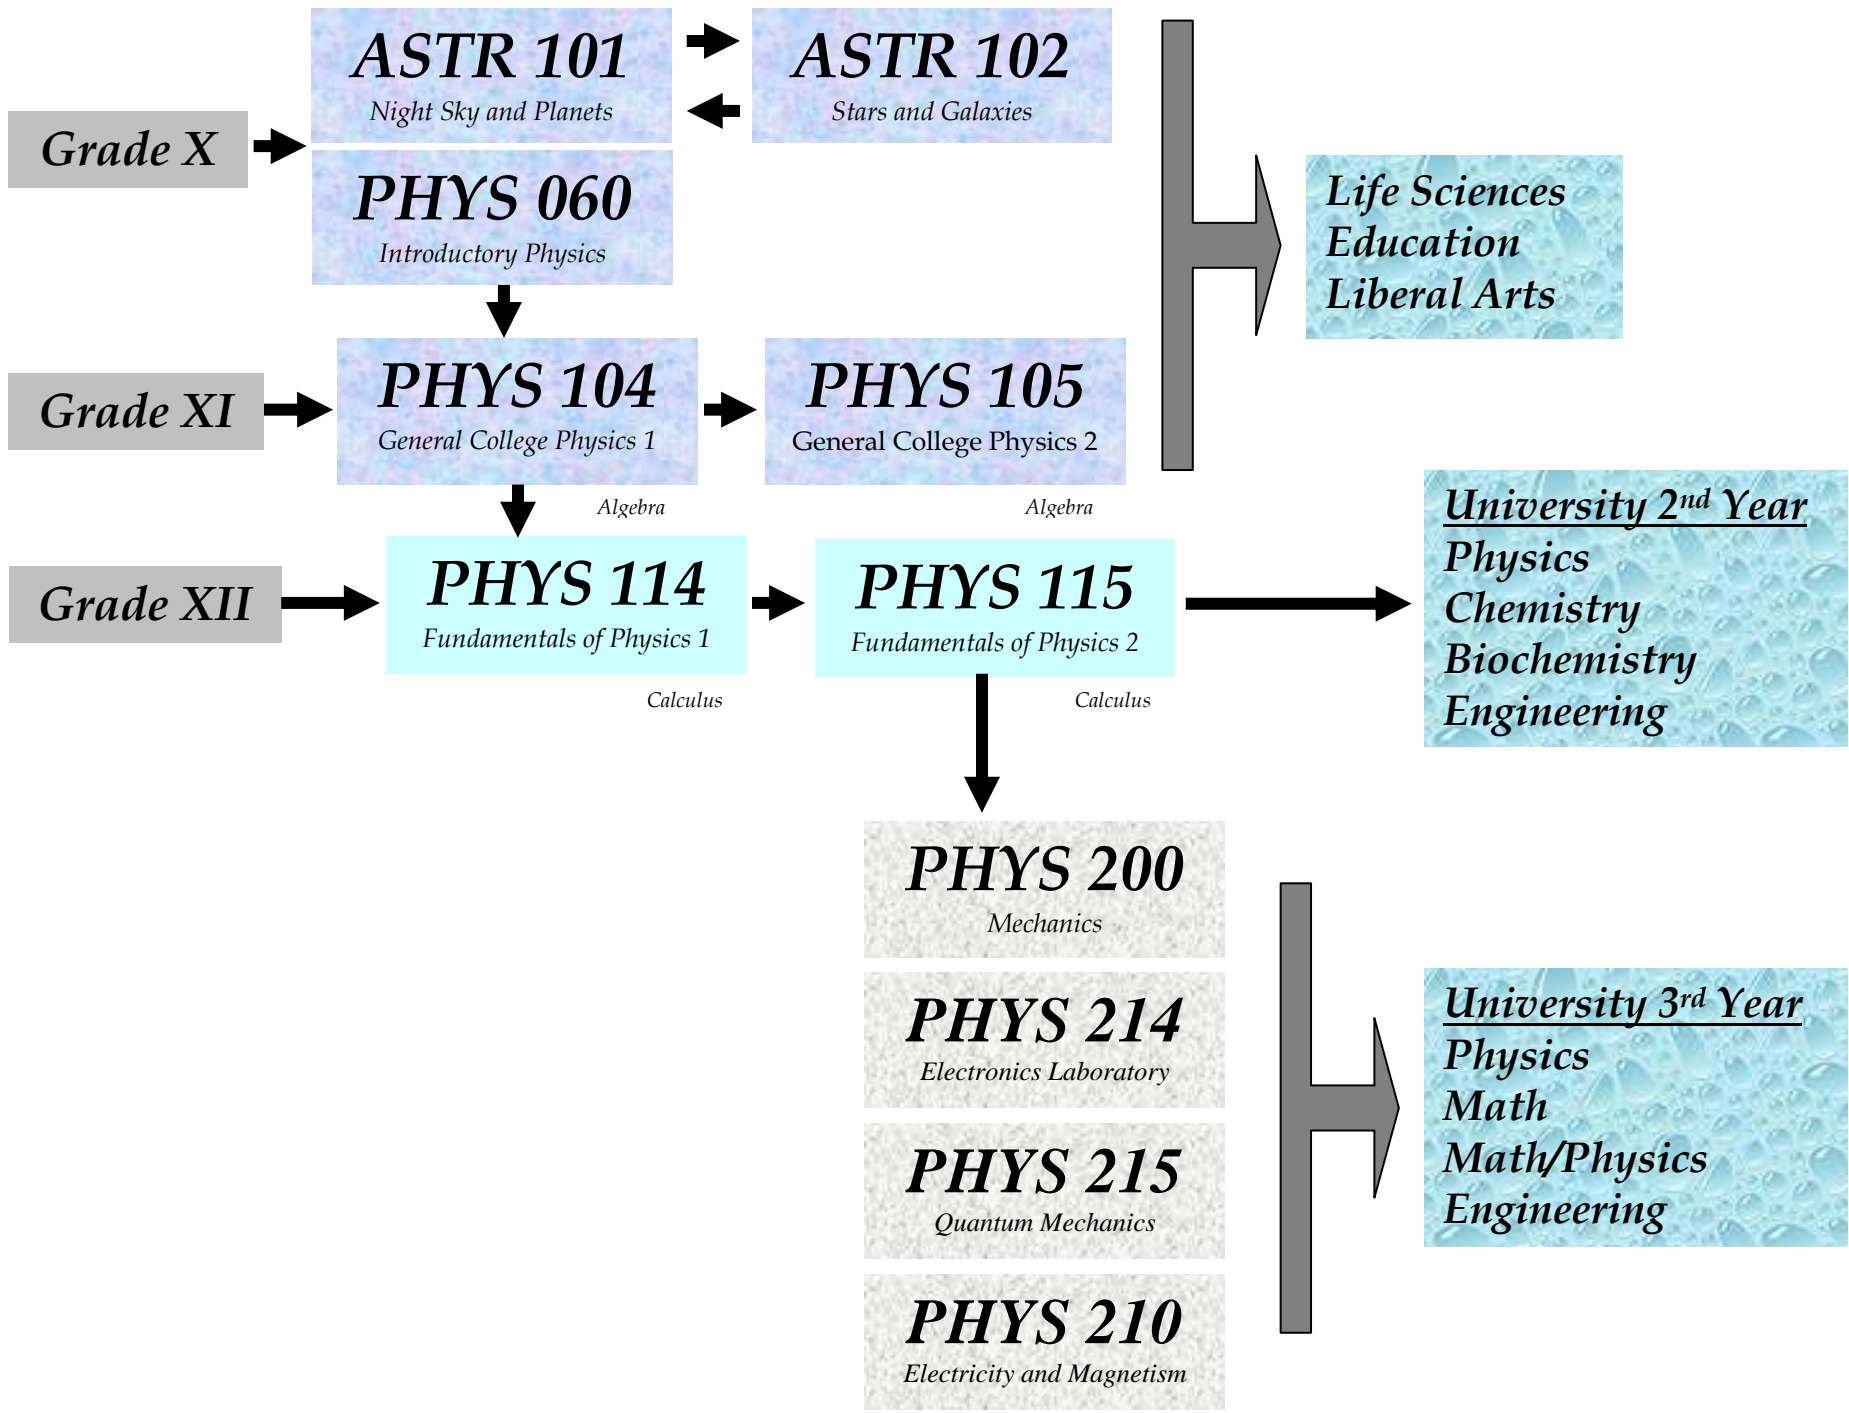 ASTR 101
Night Sky and Planets
ASTR 102
Stars and Galaxies
Grade X
PHYS 060
Introductory Physics
Life Sciences
Education
Liberal Arts
Grade XI
PHYS 104
General College Physics 1
Algebra
PHYS 105
General College Physics 2
Algebra
Grade XII
PHYS 114
Fundamentals of Physics 1
Calculus
PHYS 115
Fundamentals of Physics 2
Calculus
University 2nd Year
Physics
Chemistry
Biochemistry
Engineering
PHYS 200
Mechanics
PHYS 214
Electronics Laboratory
PHYS 215
Quantum Mechanics
PHYS 210
Electricity and Magnetism
University 3rd Year
Physics
Math
Math/Physics
Engineering